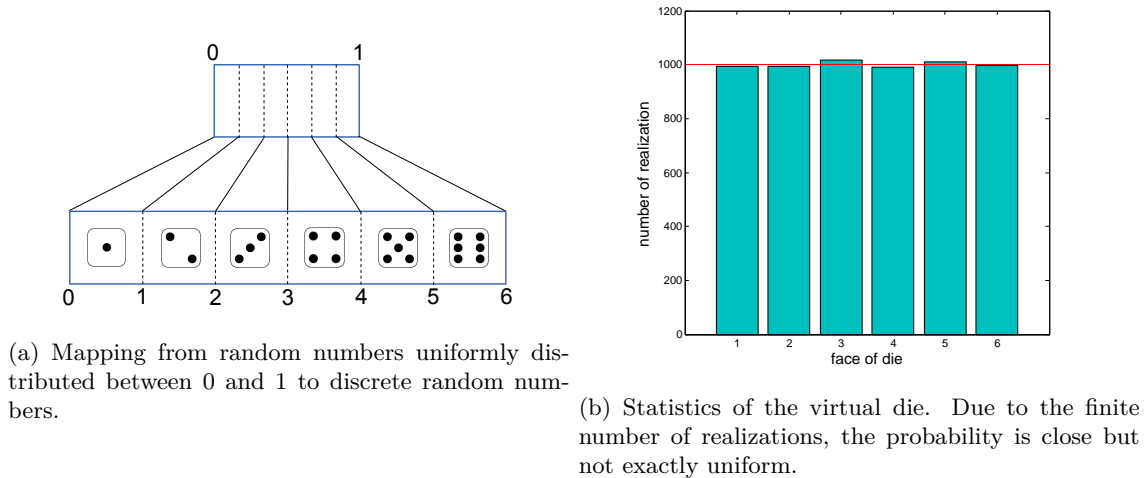 0 1
0 1 2 3 4 5 6
(a) Mapping from random numbers uniformly dis-
tributed between 0 and 1 to discrete random num-
bers.
1200
1000
800
600
400
200
0
number of realization
1 2 3 4 5 6
face of die
(b) Statistics of the virtual die. Due to the finite
number of realizations, the probability is close but
not exactly uniform.